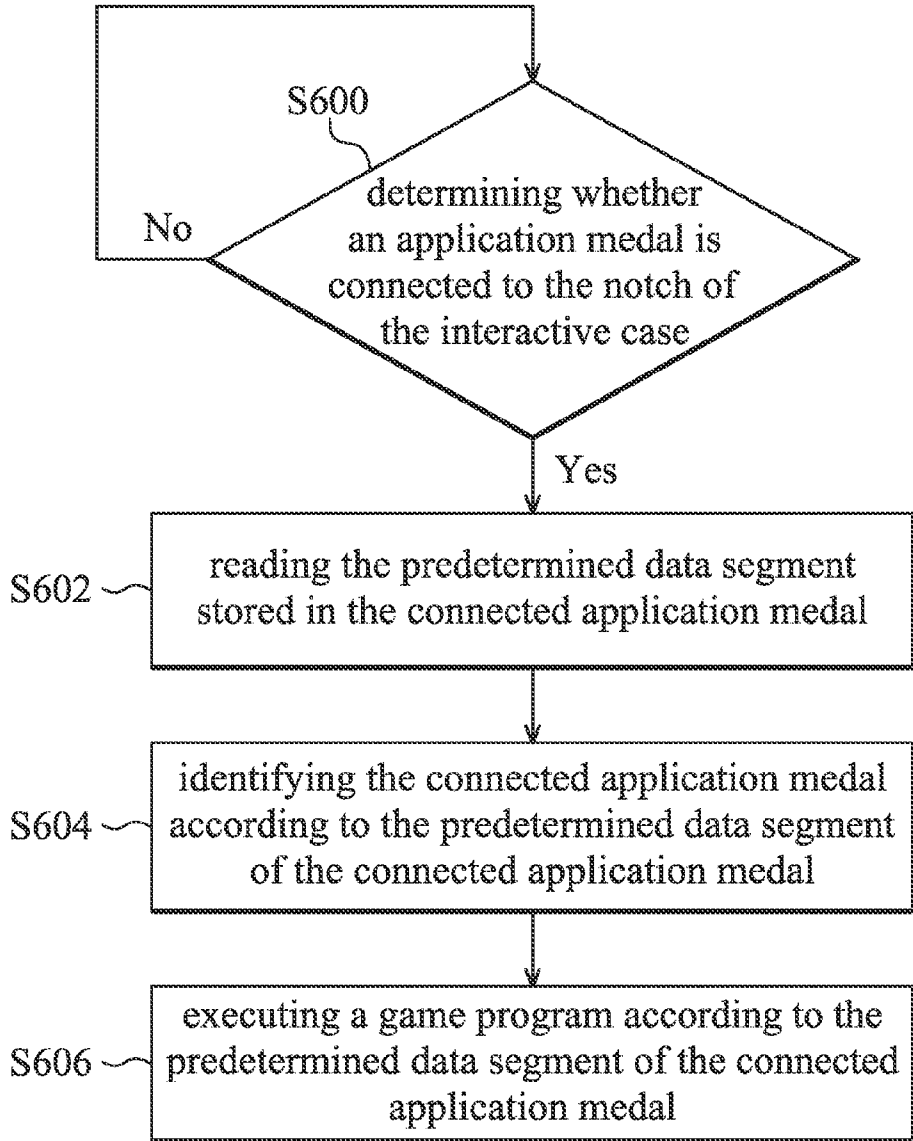 S600
determining whether
an application medal is
connected to the notch of
the interactive case
No
Yes
S602
reading the predetermined data segment
stored in the connected application medal
S604
identifying the connected application medal
according to the predetermined data segment
of the connected application medal
S606
executing a game program according to the
predetermined data segment of the connected
application medal